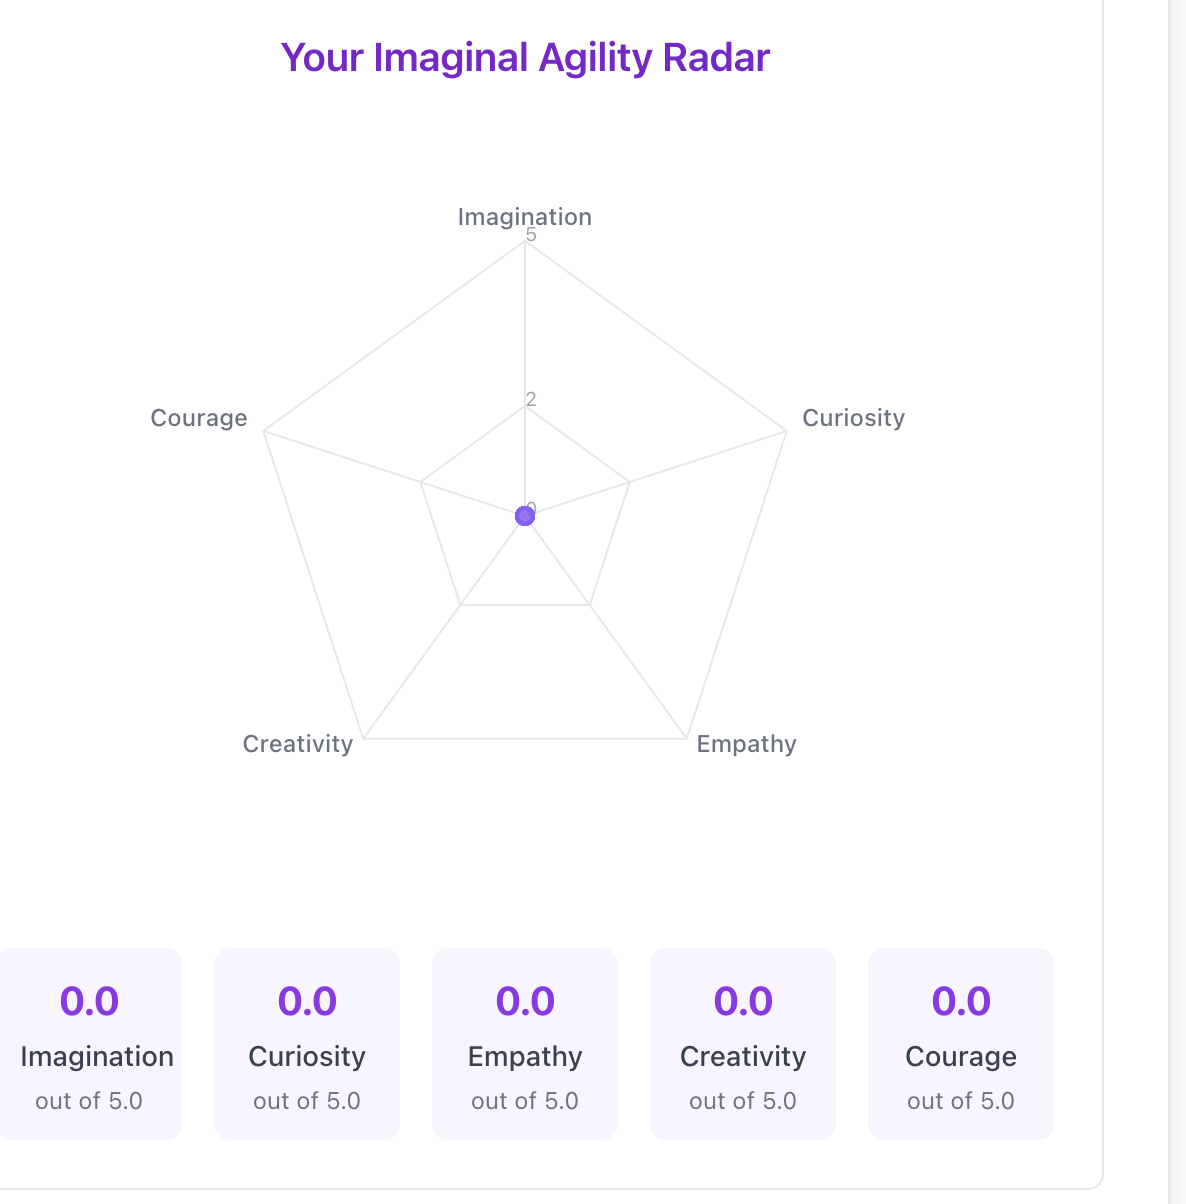 Your Imaginal Agility Radar
Imagination
5
2
Courage
Curiosity
0
Creativity
Empathy
0.0
0.0
0.0
0.0
0.0
Imagination
Curiosity
Empathy
Creativity
Courage
out of 5.0
out of 5.0
out of 5.0
out of 5.0
out of 5.0